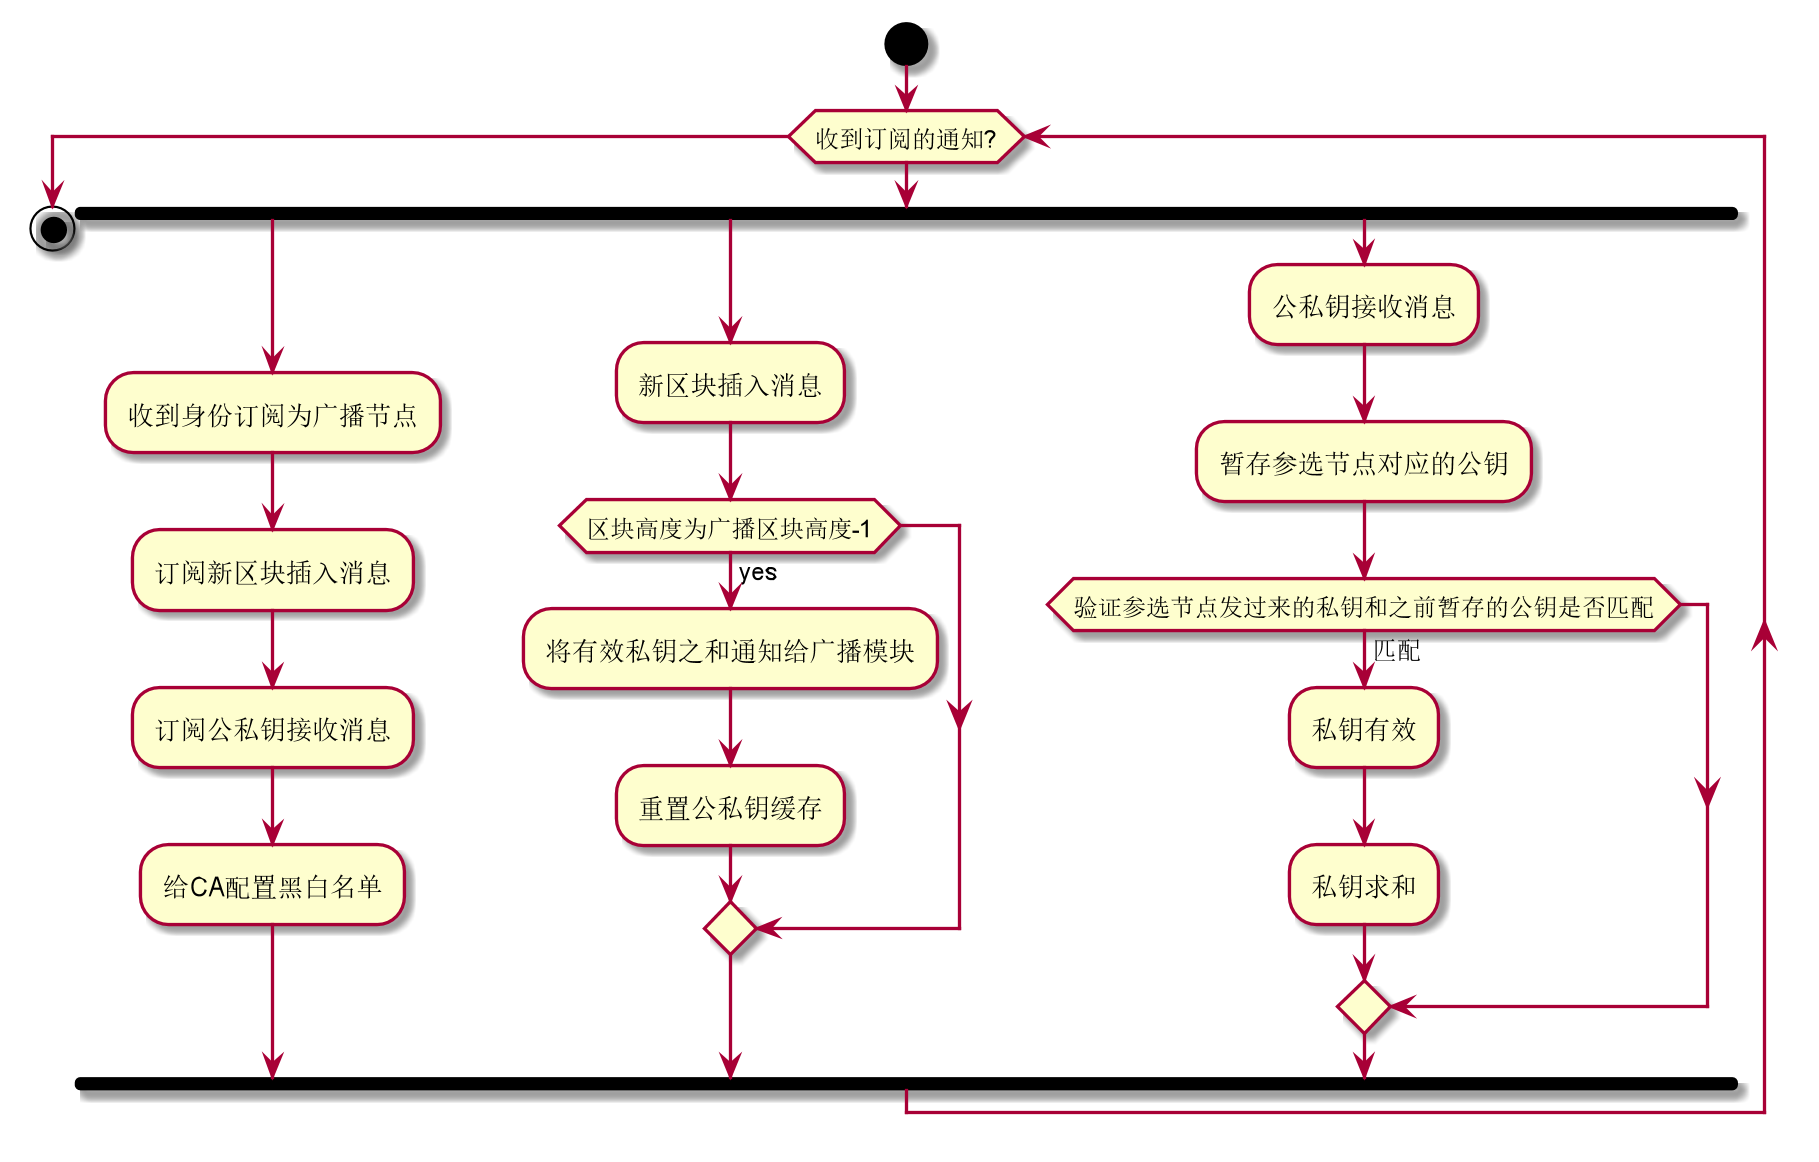 收到订阅的通知?
收到身份订阅为广播节点
订阅新区块插入消息
订阅公私钥接收消息
给CA配置黑白名单
新区块插入消息
区块高度为广播区块高度-1
yes
将有效私钥之和通知给广播模块
重置公私钥缓存
公私钥接收消息
暂存参选节点对应的公钥
验证参选节点发过来的私钥和之前暂存的公钥是否匹配
匹配
私钥有效
私钥求和